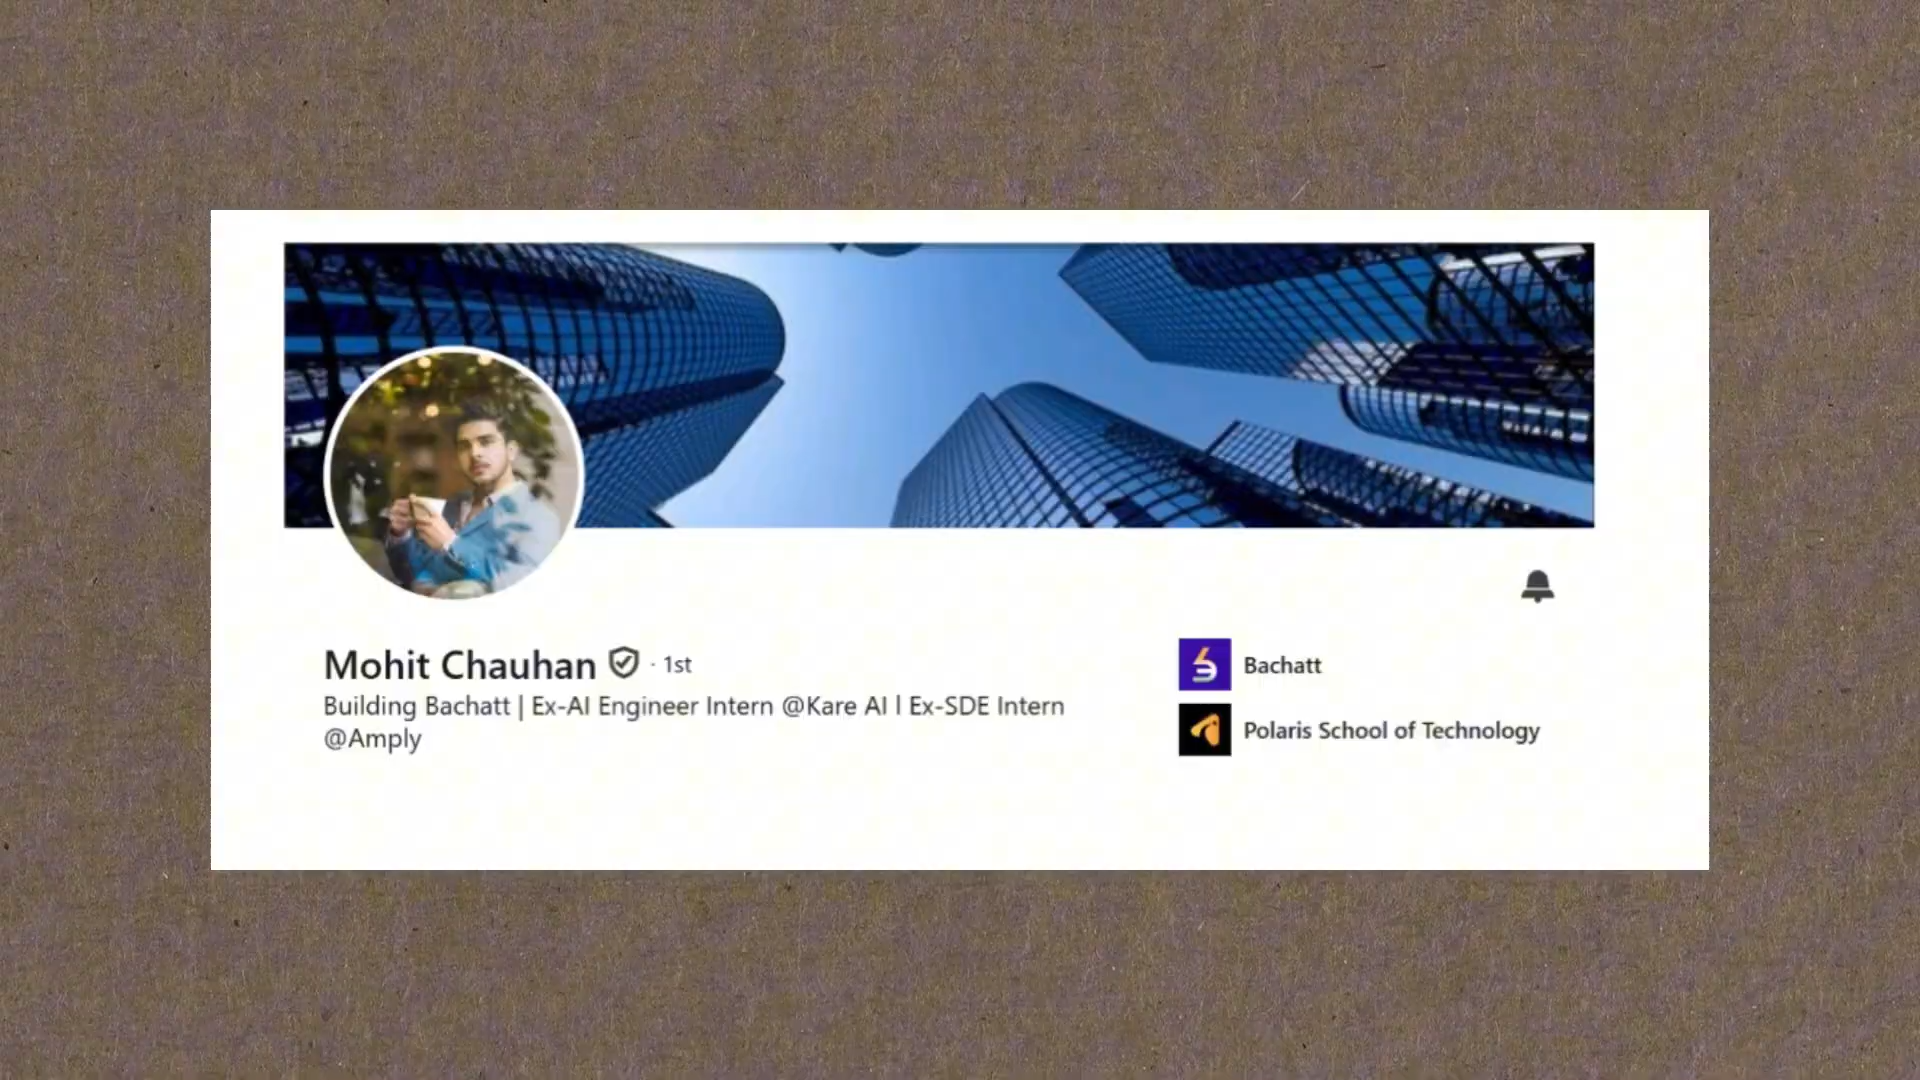 Mohit Chauhan · 1st
Building Bachatt | Ex-AI Engineer Intern @Kare AI l Ex-SDE Intern
@Amply
Bachatt
Polaris School of Technology